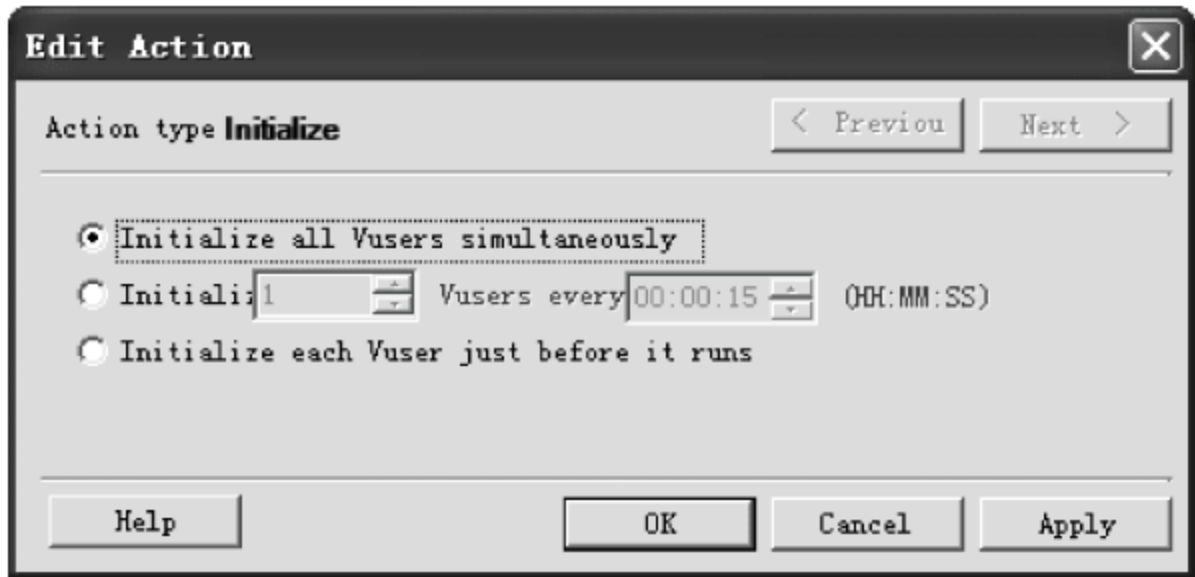 Edit Action
Action type Initialize
< Previou
Next >
Initialize all Vusers simultaneously
Initiali 1 Vusers every 00:00:15 (HH:MM:SS)
Initialize each Vuser just before it runs
Help
OK
Cancel
Apply